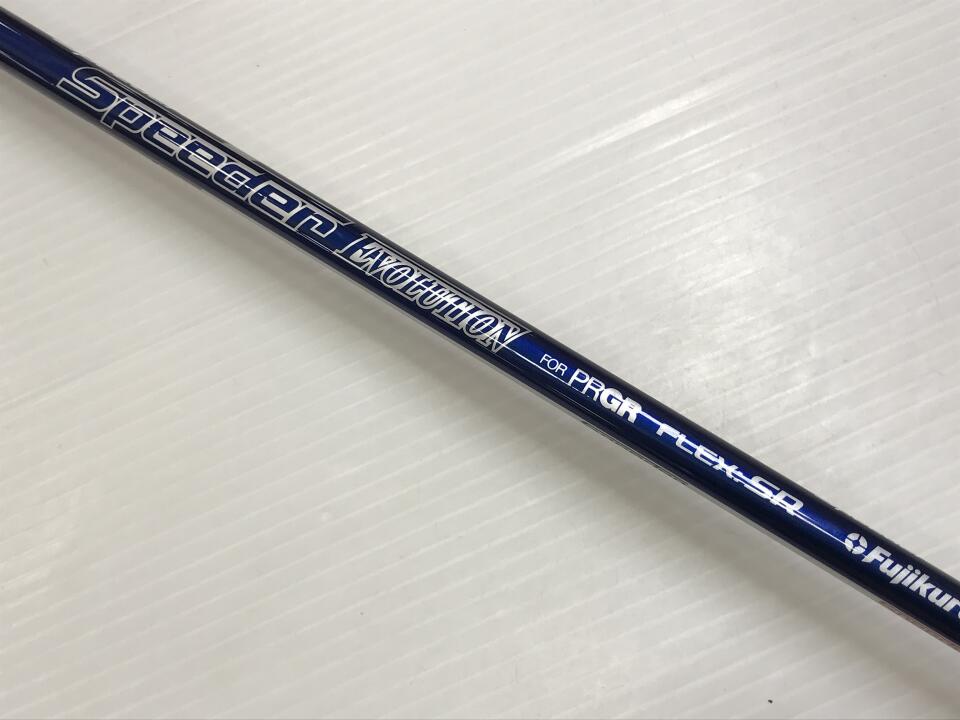 Speeder EVOLUTION FOR PRGR FLEX:SR Fujikura